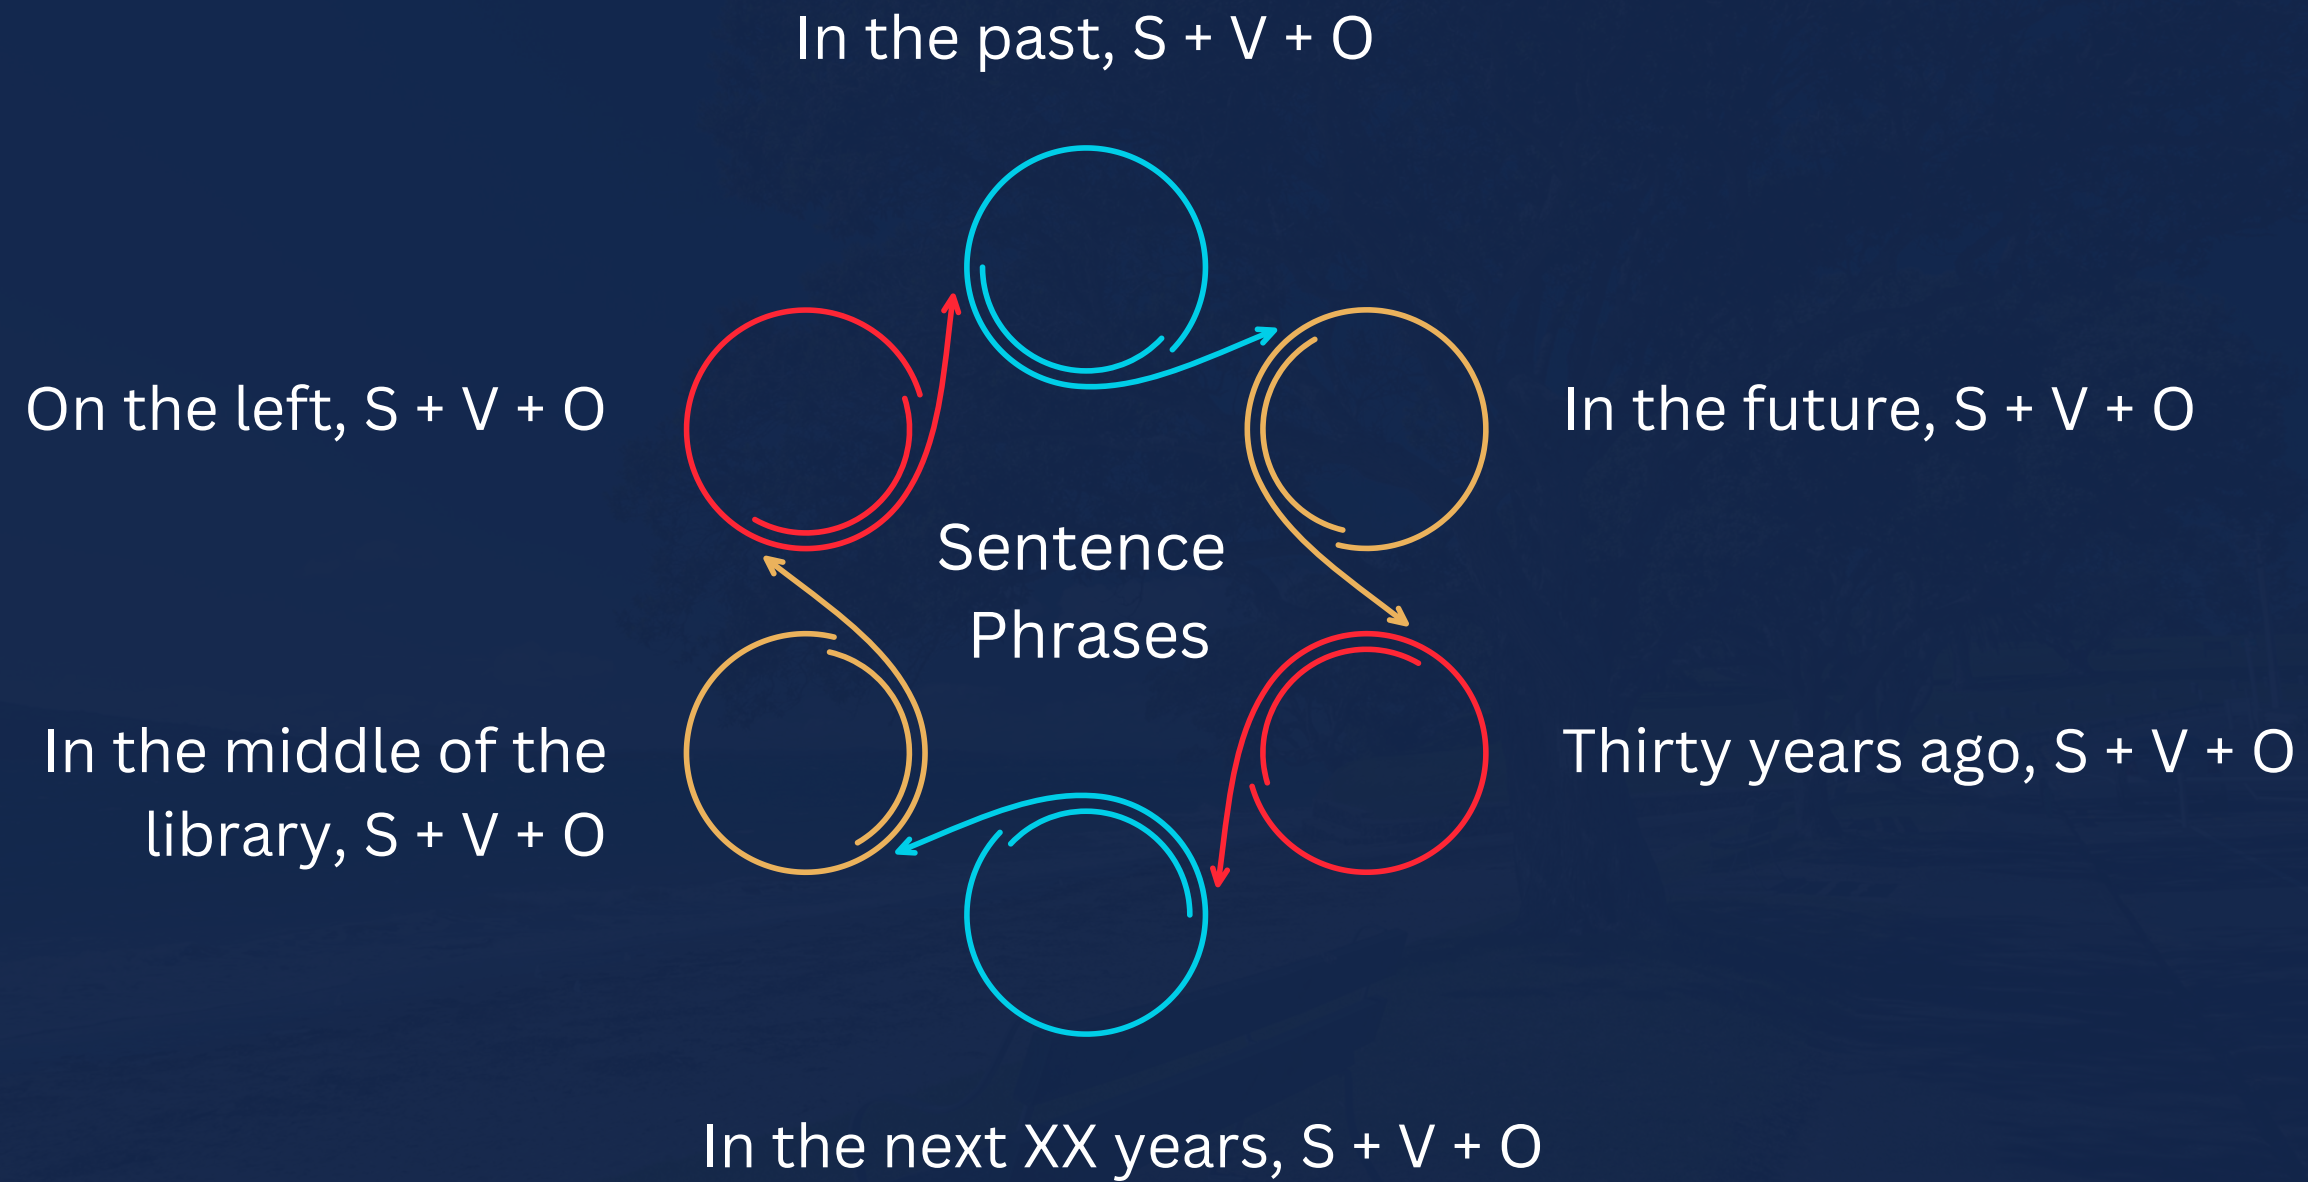 In the past, S + V + O
On the left, S + V + O
In the future, S + V + O
Sentence
Phrases
In the middle of the
library, S + V + O
Thirty years ago, S + V + O
In the next XX years, S + V + O